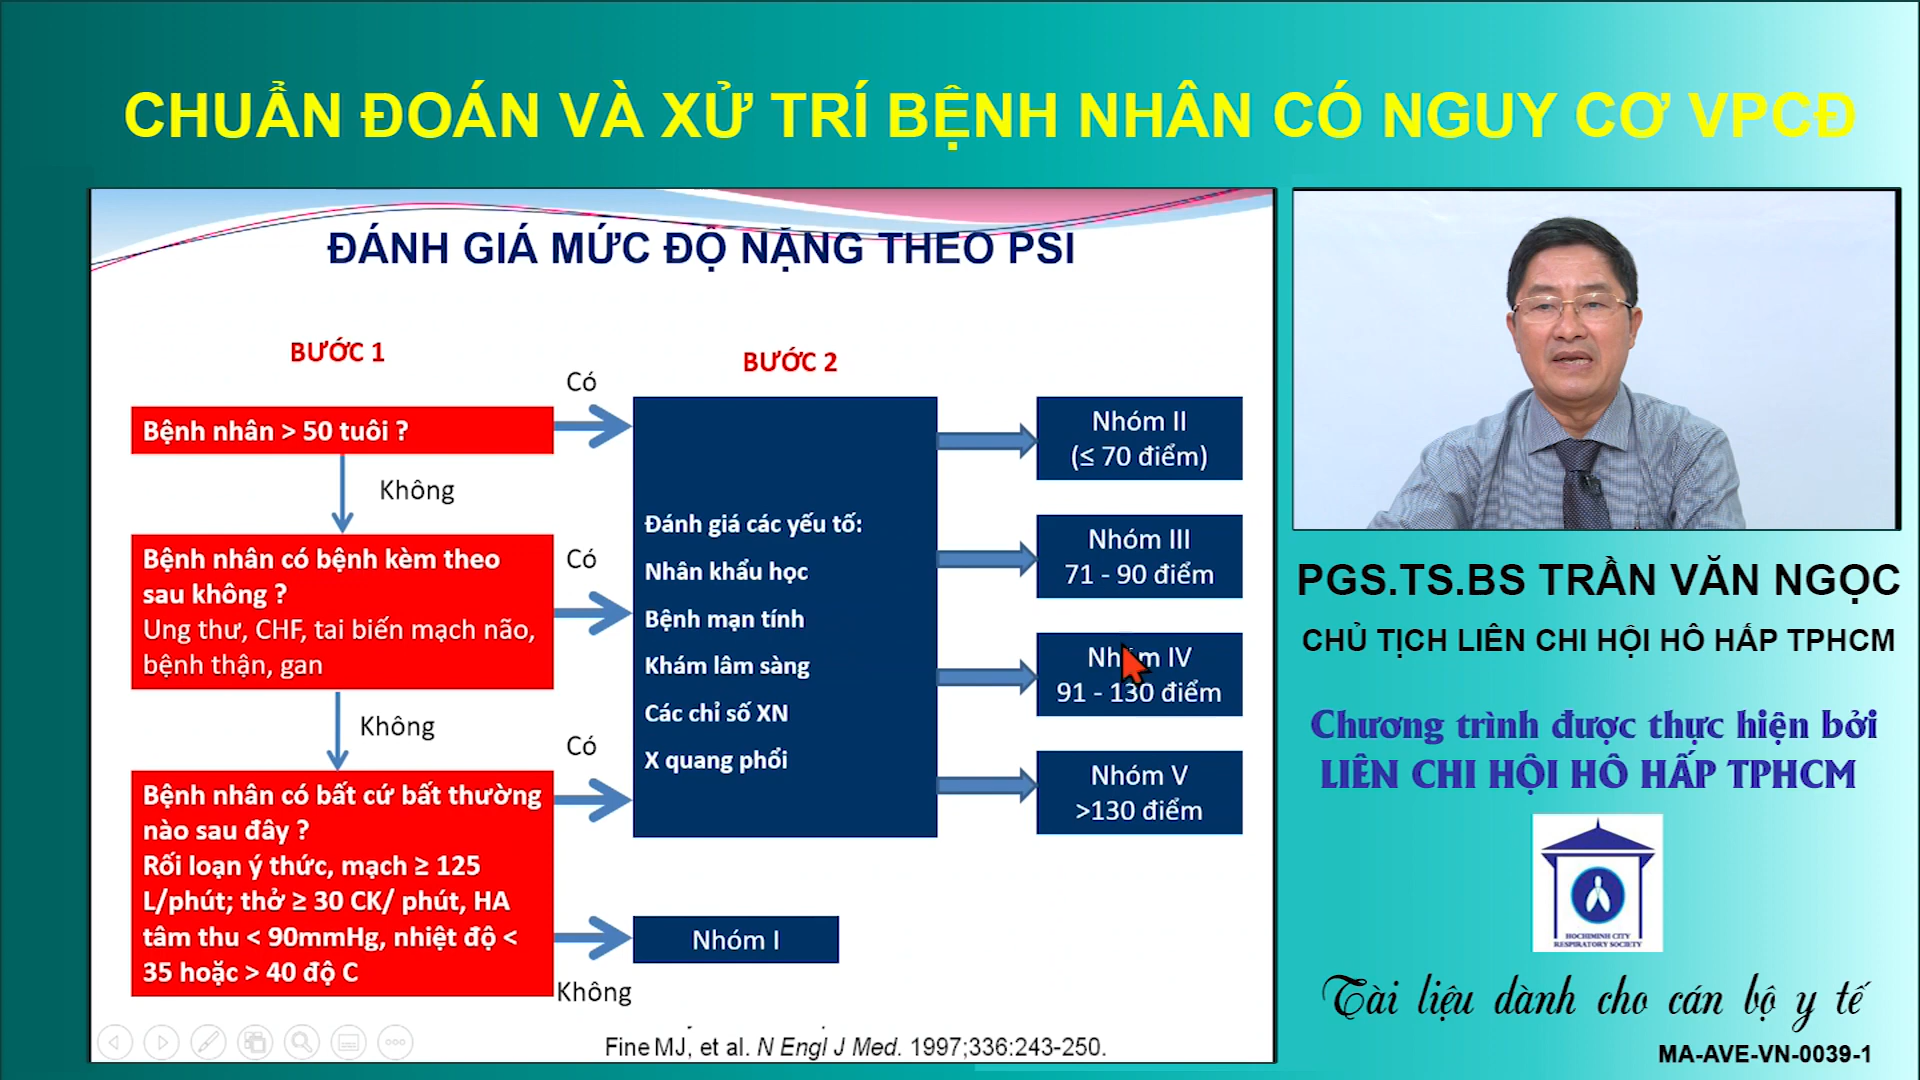 CHUẨN ĐOÁN VÀ XỬ TRÍ BỆNH NHÂN CÓ NGUY CƠ VPCĐ
ĐÁNH GIÁ MỨC ĐỘ NẶNG THEO PSI
BƯỚC 1
Bệnh nhân > 50 tuôi ?
Có
Không
Bệnh nhân có bệnh kèm theo
sau không ?
Ung thư, CHF, tai biến mạch não,
bệnh thận, gan
Có
Không
Bệnh nhân có bất cứ bất thường
nào sau đây ?
Rối loạn ý thức, mạch ≥ 125
L/phút; thở ≥ 30 CK/ phút, HA
tâm thu < 90mmHg, nhiệt độ <
35 hoặc > 40 độ C
Có
Không
BƯỚC 2
Đánh giá các yếu tố:
Nhân khẩu học
Bệnh mạn tính
Khám lâm sàng
Các chỉ số XN
X quang phổi
Nhóm I
Nhóm II
(≤ 70 điểm)
Nhóm III
71 - 90 điểm
Nhóm IV
91 - 130 điểm
Nhóm V
>130 điểm
Fine MJ, et al. N Engl J Med. 1997;336:243-250.
PGS.TS.BS TRẦN VĂN NGỌC
CHỦ TỊCH LIÊN CHI HỘI HÔ HẤP TPHCM
Chương trình được thực hiện bởi
LIÊN CHI HỘI HÔ HẤP TPHCM
HOCHIMINH CITY
RESPIRATORY SOCIETY
Tài liệu dành cho cán bộ y tế
MA-AVE-VN-0039-1